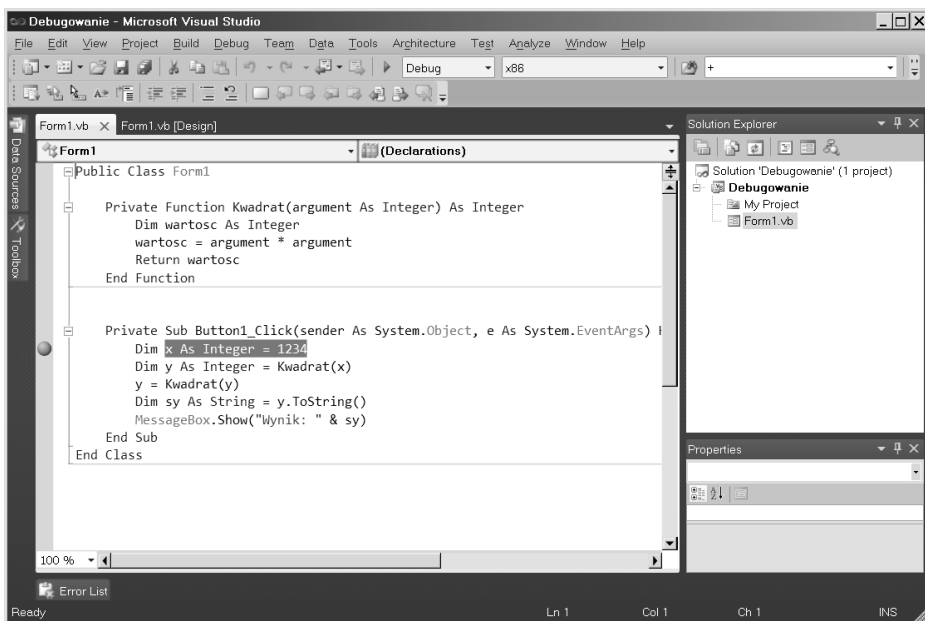 Debugowanie - Microsoft Visual Studio
File Edit View Project Build Debug Team Data Tools Architecture Test Analyze Window Help
Debug x86 +
Form1.vb Form1.vb [Design]
Form1 (Declarations)
Public Class Form1
Private Function Kwadrat(argument As Integer) As Integer
Dim wartosc As Integer
wartosc = argument * argument
Return wartosc
End Function
Private Sub Button1_Click(sender As System.Object, e As System.EventArgs) H
Dim x As Integer = 1234
Dim y As Integer = Kwadrat(x)
y = Kwadrat(y)
Dim sy As String = y.ToString()
MessageBox.Show("Wynik: " & sy)
End Sub
End Class
100 %
Data Sources
Toolbox
Solution Explorer
Solution 'Debugowanie' (1 project)
Debugowanie
My Project
Form1.vb
Properties
Error List
Ready Ln 1 Col 1 Ch 1 INS